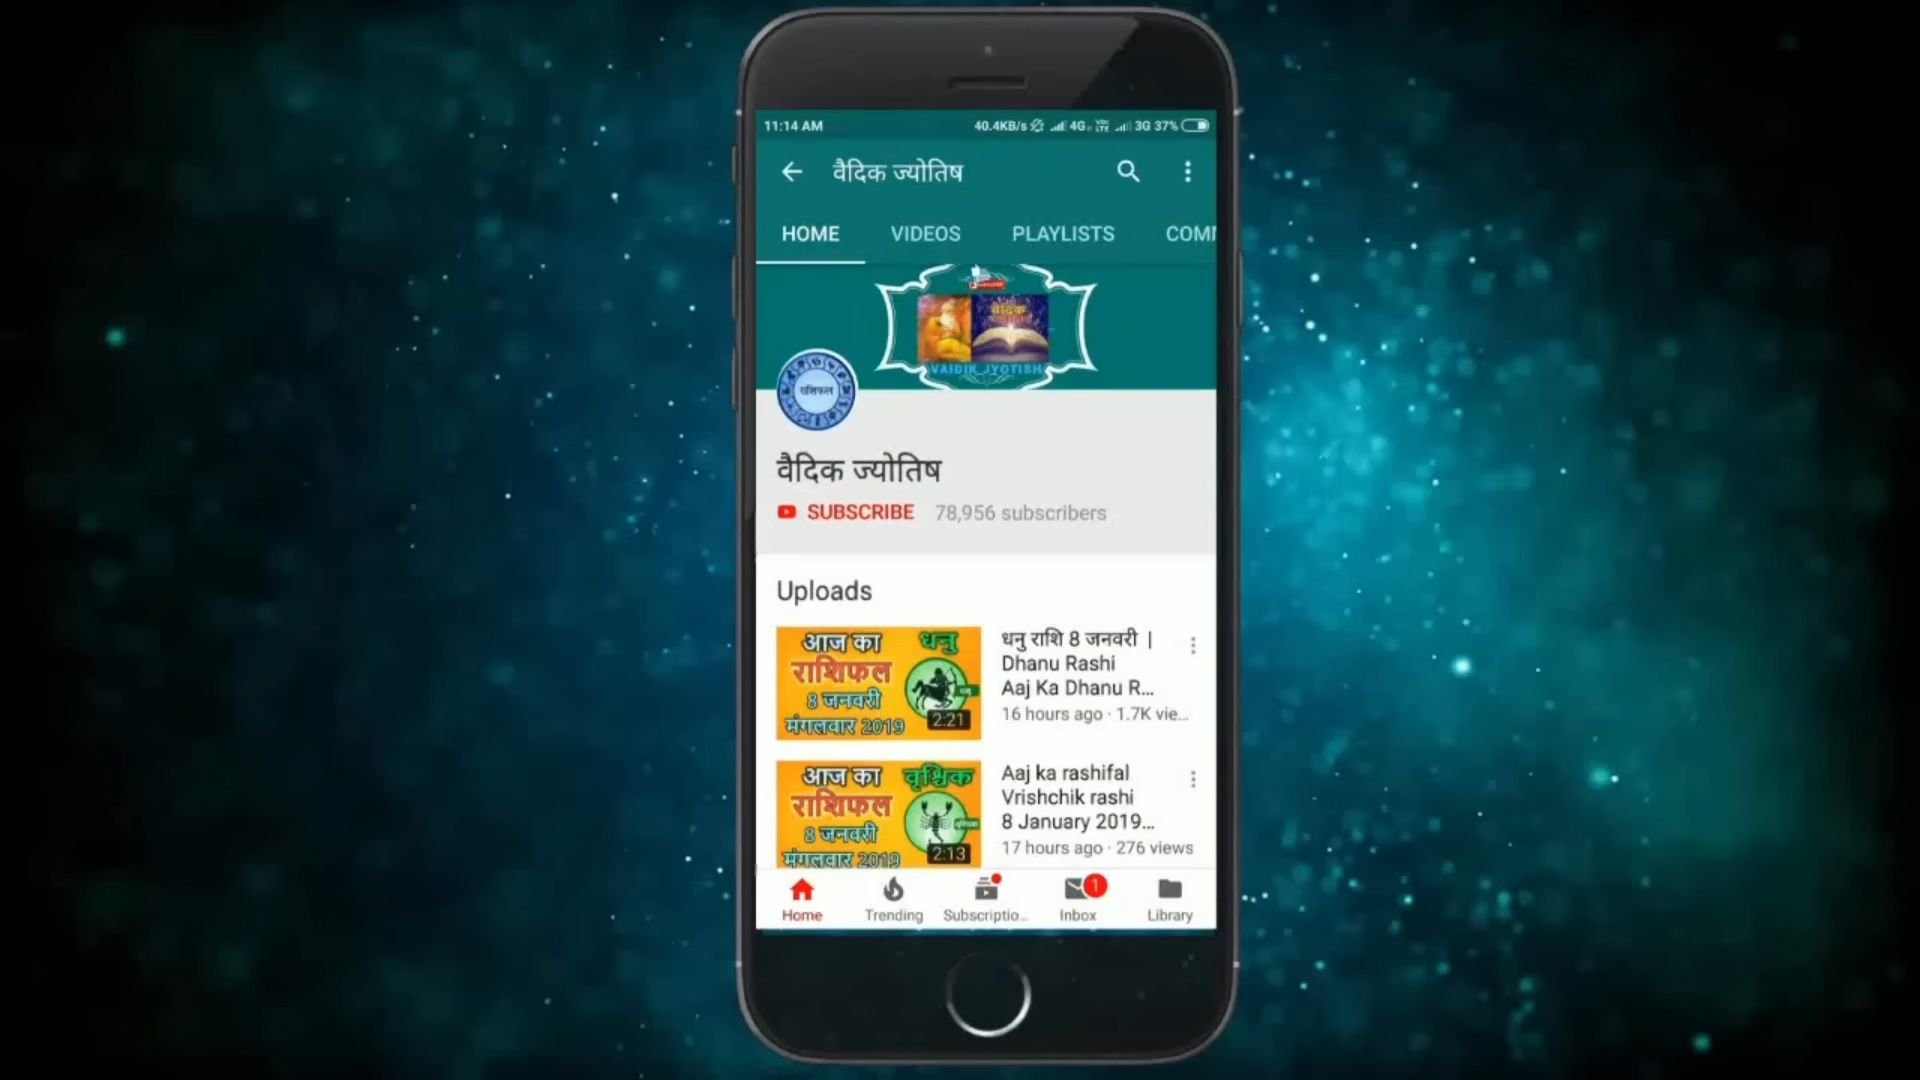 11:14 AM 40.4KB/s 4G VoLTE 3G 37%
वैदिक ज्योतिष
HOME VIDEOS PLAYLISTS COMM
वैदिक
VAIDIK JYOTISH
राशिफल
वैदिक ज्योतिष
SUBSCRIBE 78,956 subscribers
Uploads
आज का धनु
राशिफल
8 जनवरी
मंगलवार 2019
2:21
धनु राशि 8 जनवरी |
Dhanu Rashi
Aaj Ka Dhanu R...
16 hours ago · 1.7K vie...
आज का वृश्चिक
राशिफल
8 जनवरी
मंगलवार 2019
2:13
Aaj ka rashifal
Vrishchik rashi
8 January 2019...
17 hours ago · 276 views
1
Home Trending Subscriptio... Inbox Library